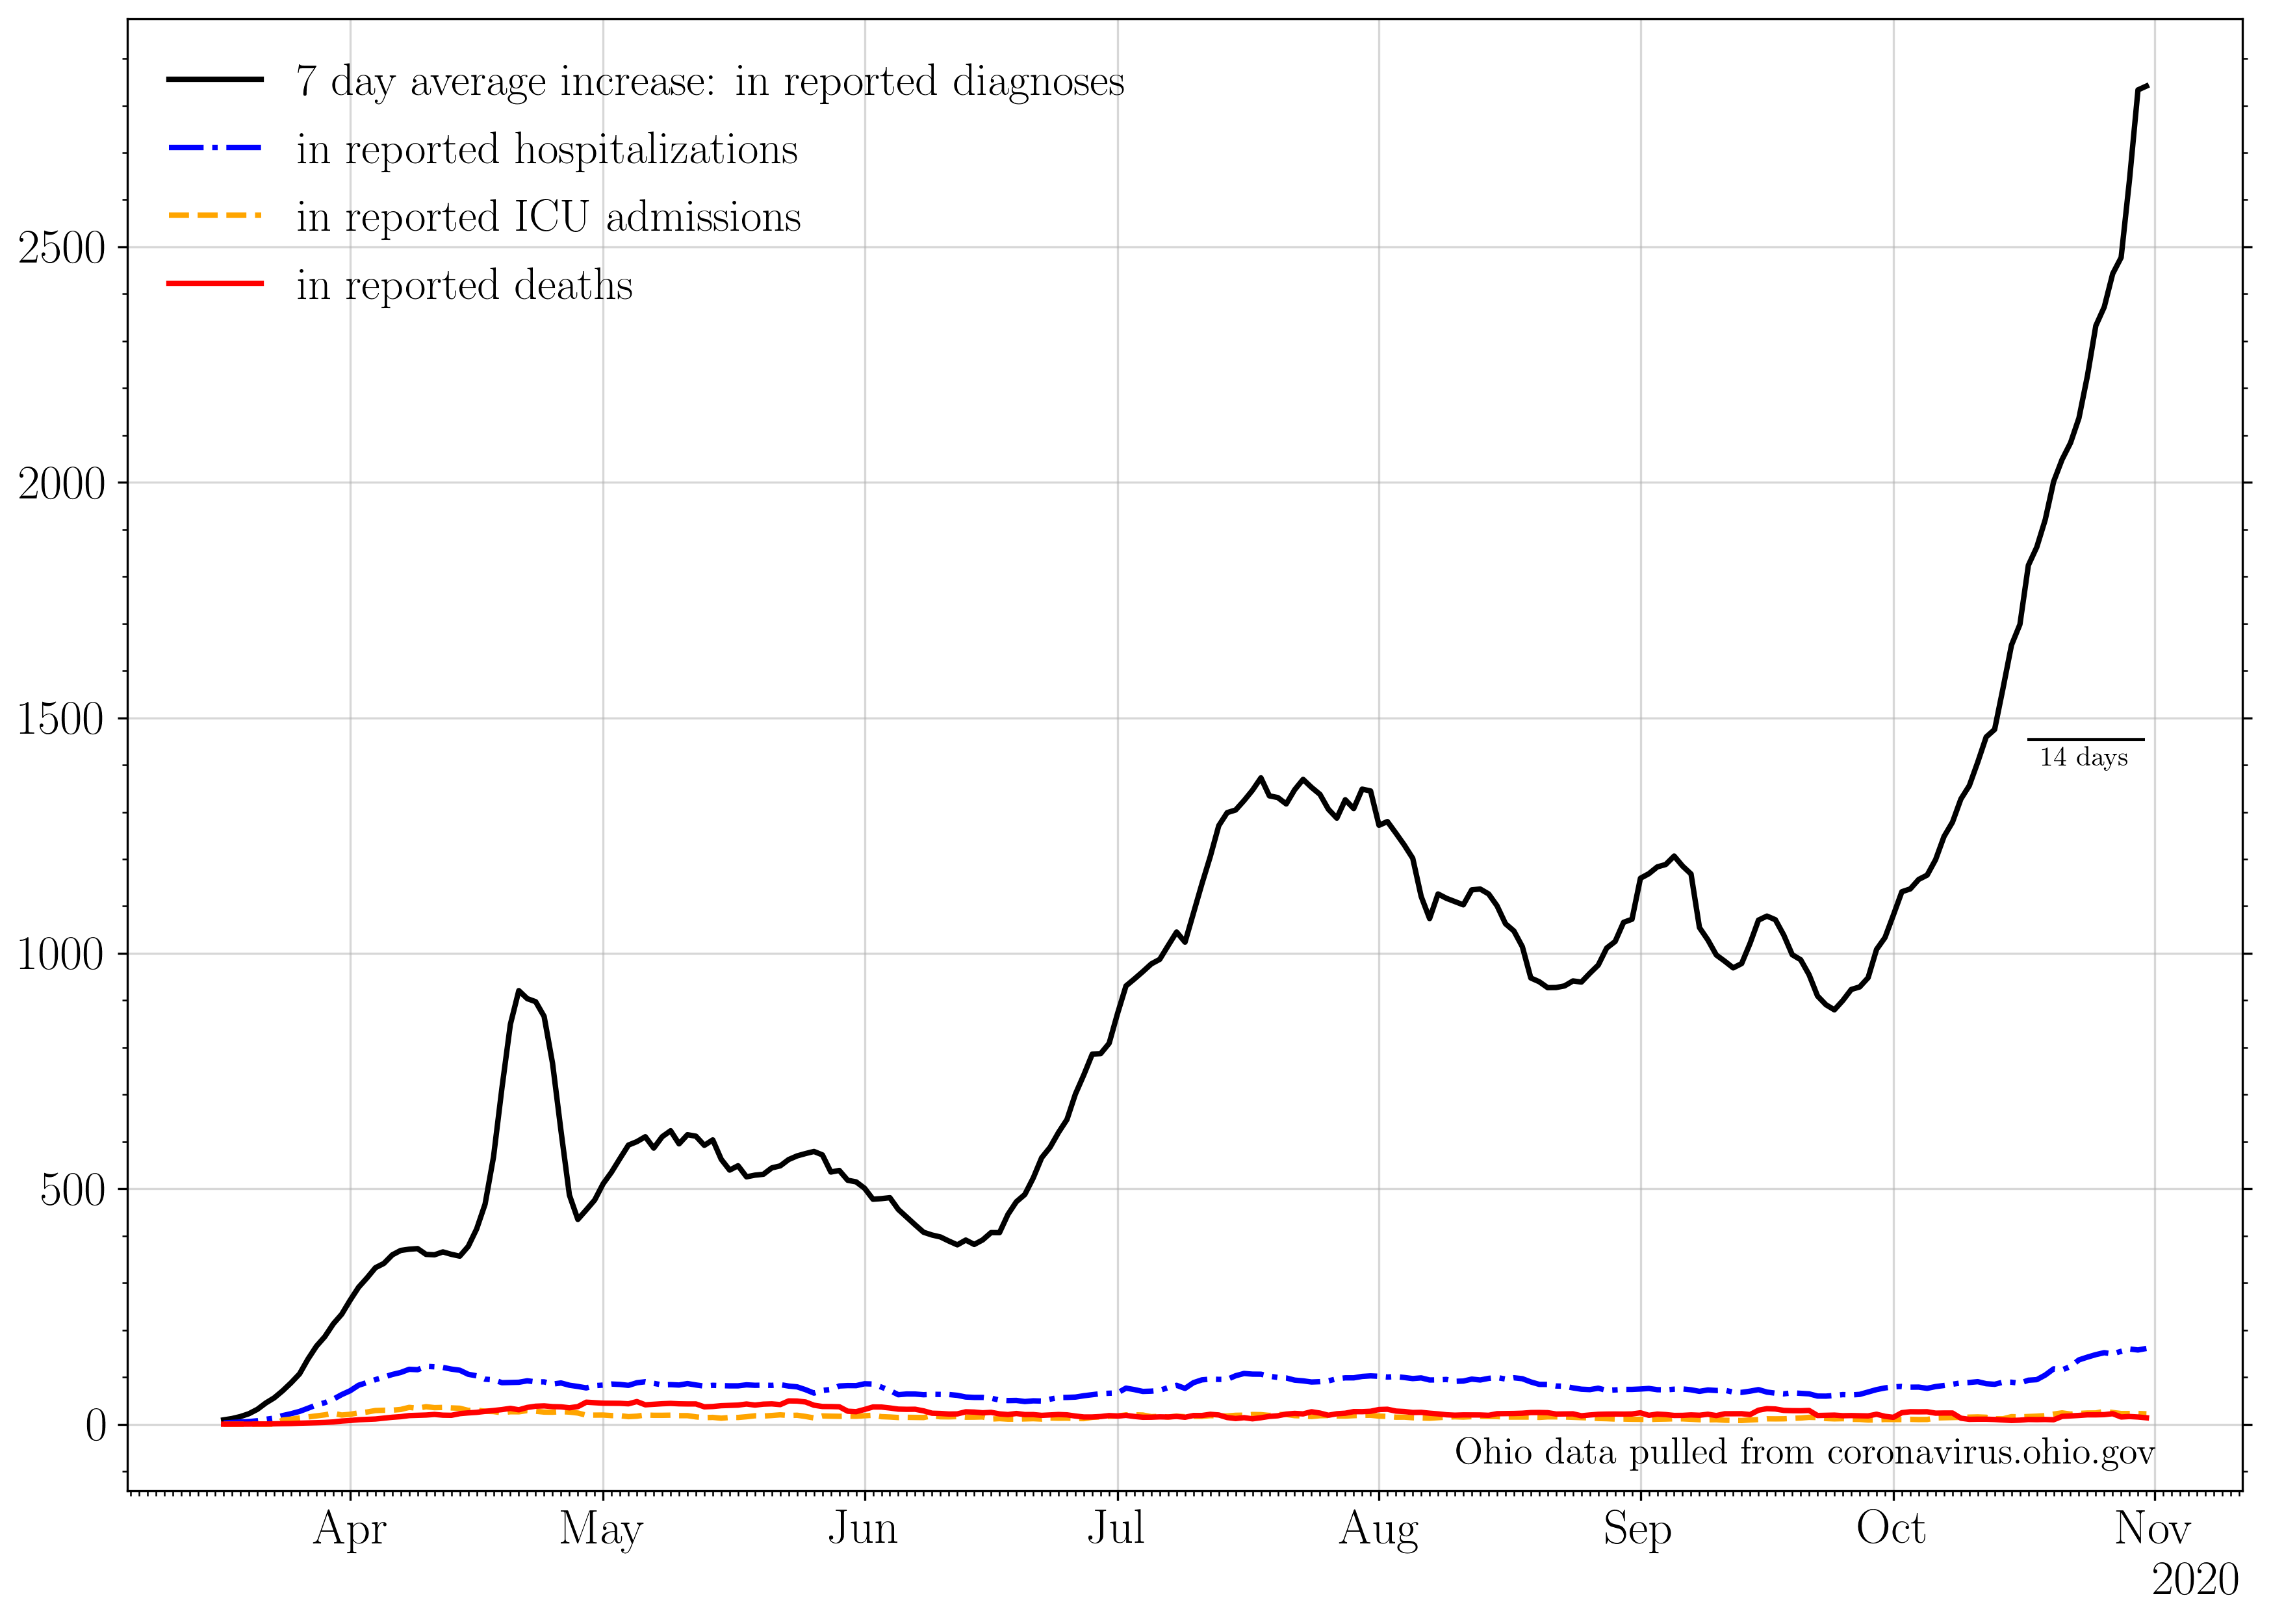 7 day average increase: in reported diagnoses
in reported hospitalizations
in reported ICU admissions
in reported deaths
2500
2000
1500
1000
500
0
14 days
Ohio data pulled from coronavirus.ohio.gov
Apr May Jun Jul Aug Sep Oct Nov
2020